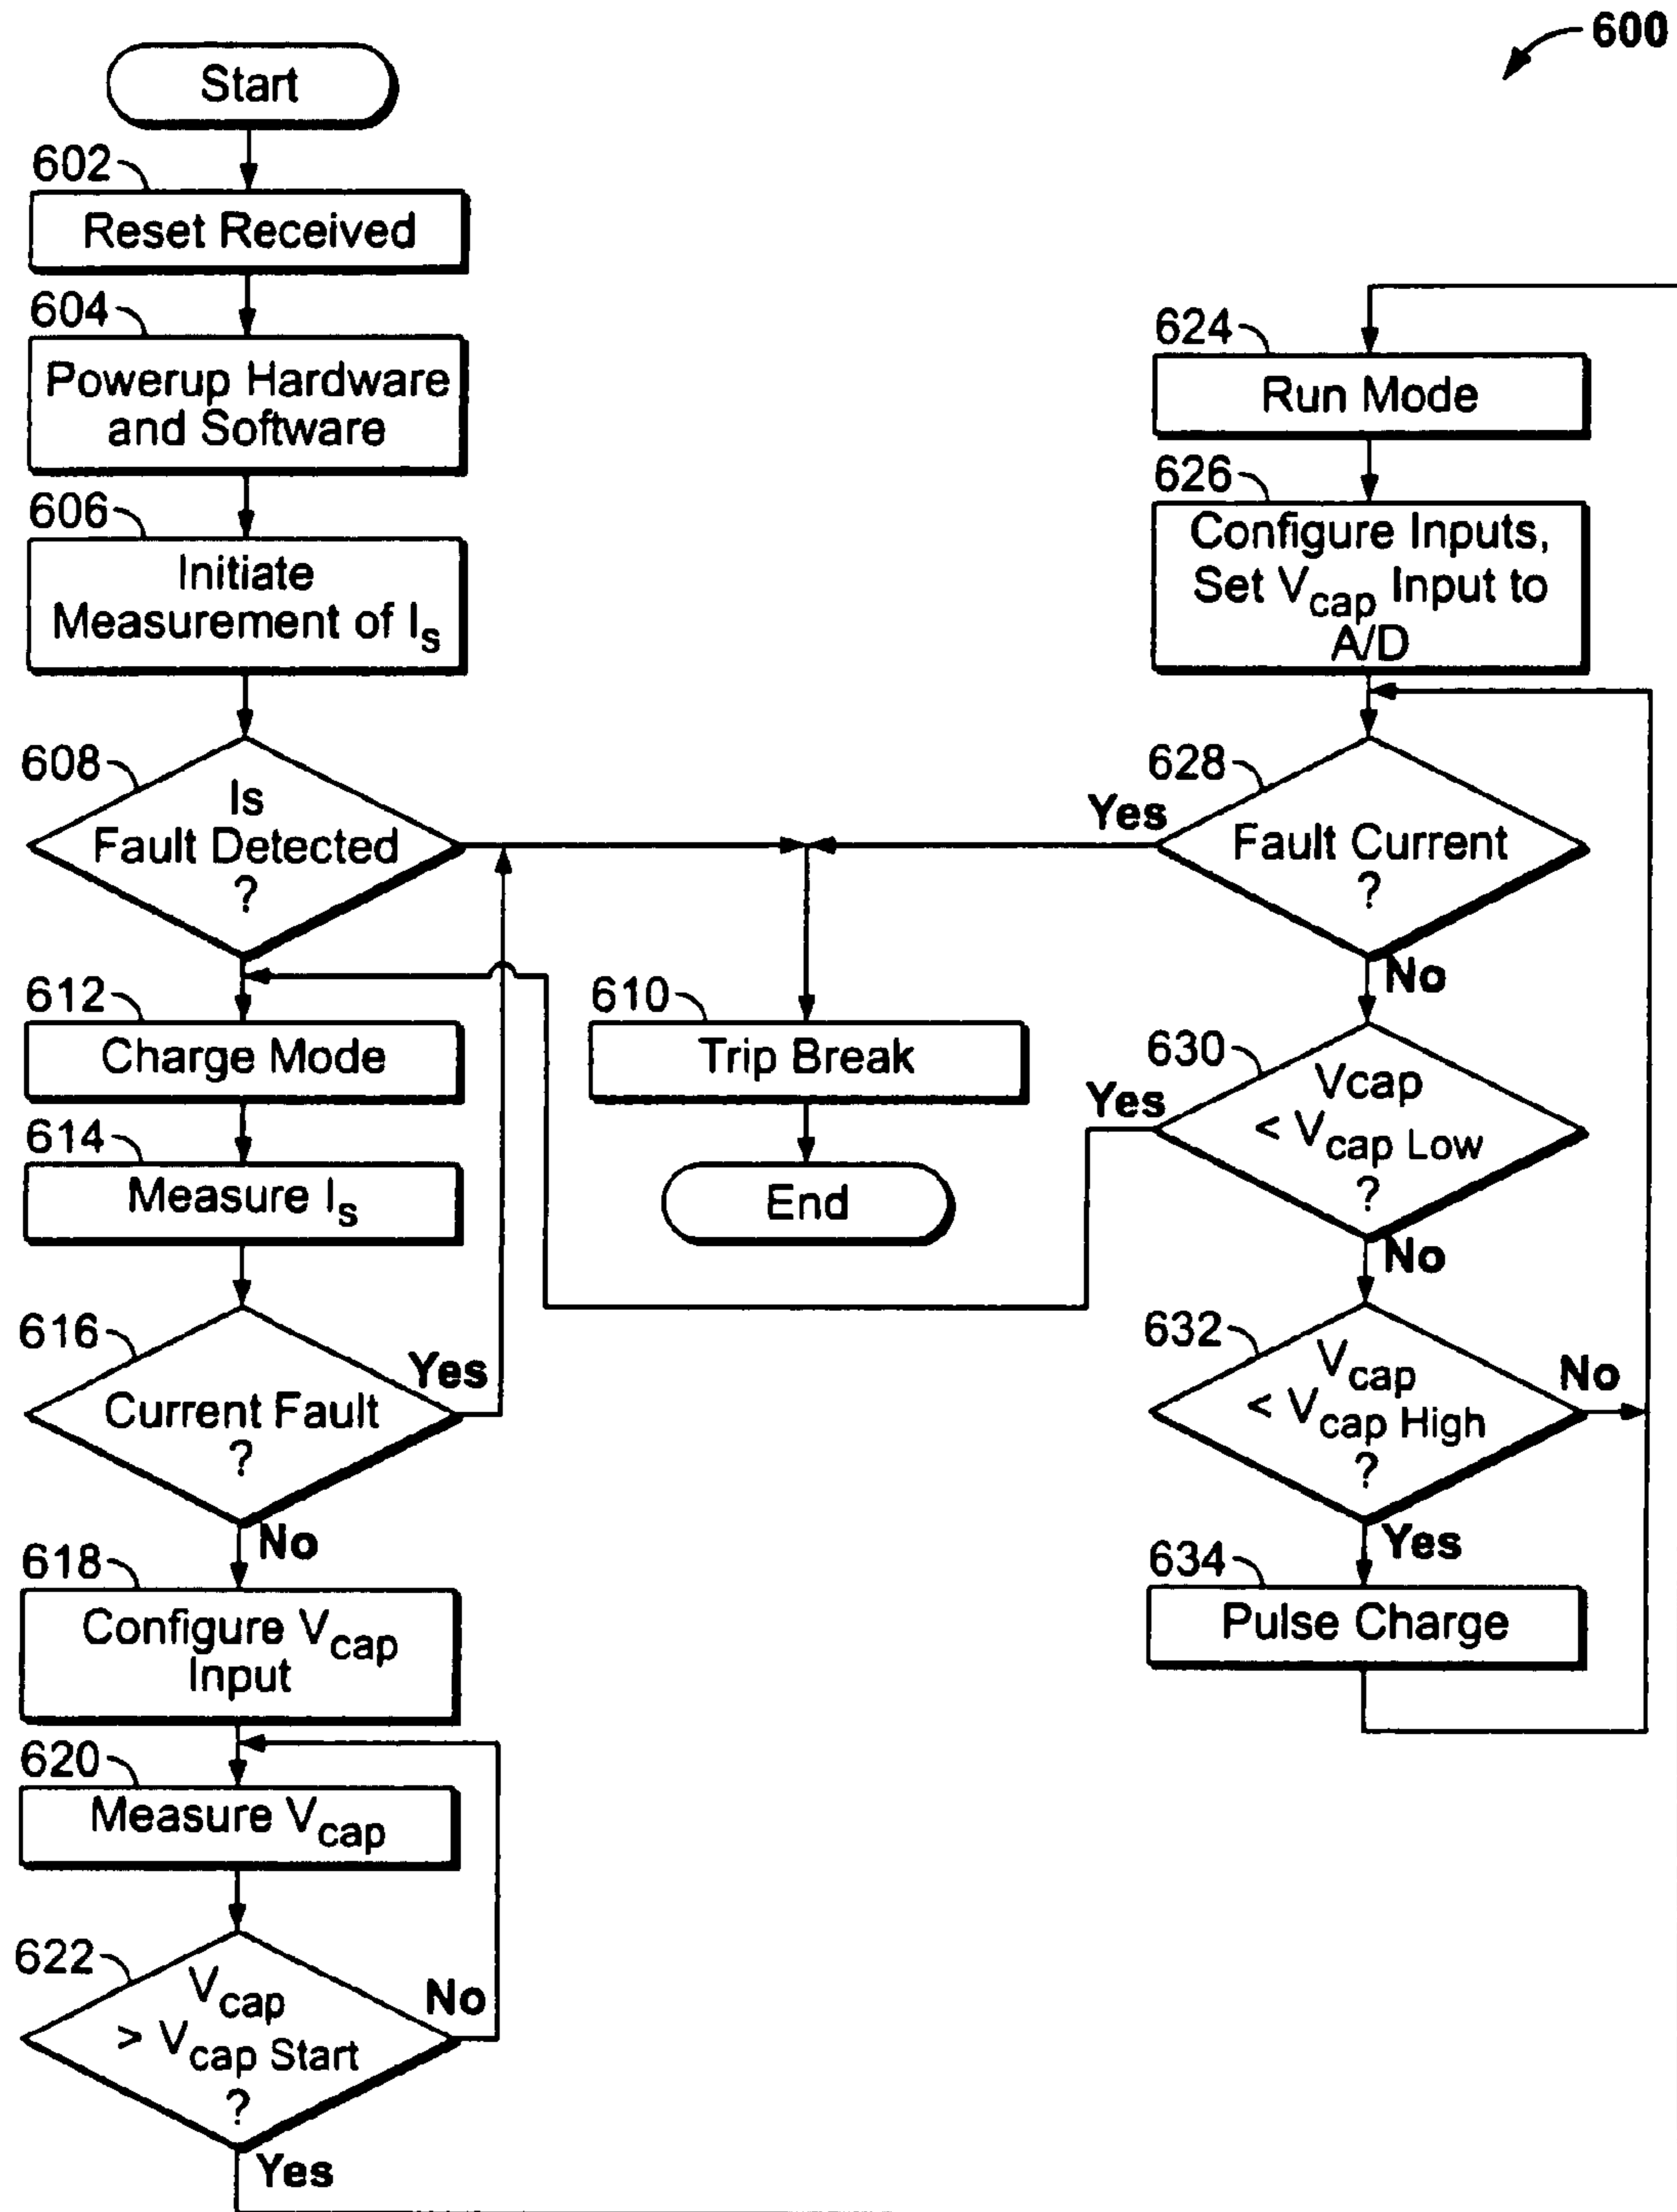 600
Start
602
Reset Received
604
Powerup Hardware
and Software
606
Initiate
Measurement of Is
608
Is
Fault Detected
?
612
Charge Mode
614
Measure Is
616
Current Fault
?
Yes
No
618
Configure Vcap
Input
620
Measure Vcap
622
Vcap
> Vcap Start
?
No
Yes
610
Trip Break
End
624
Run Mode
626
Configure Inputs,
Set Vcap Input to
A/D
628
Fault Current
?
Yes
No
630
Vcap
< Vcap Low
?
Yes
No
632
Vcap
< Vcap High
?
No
Yes
634
Pulse Charge